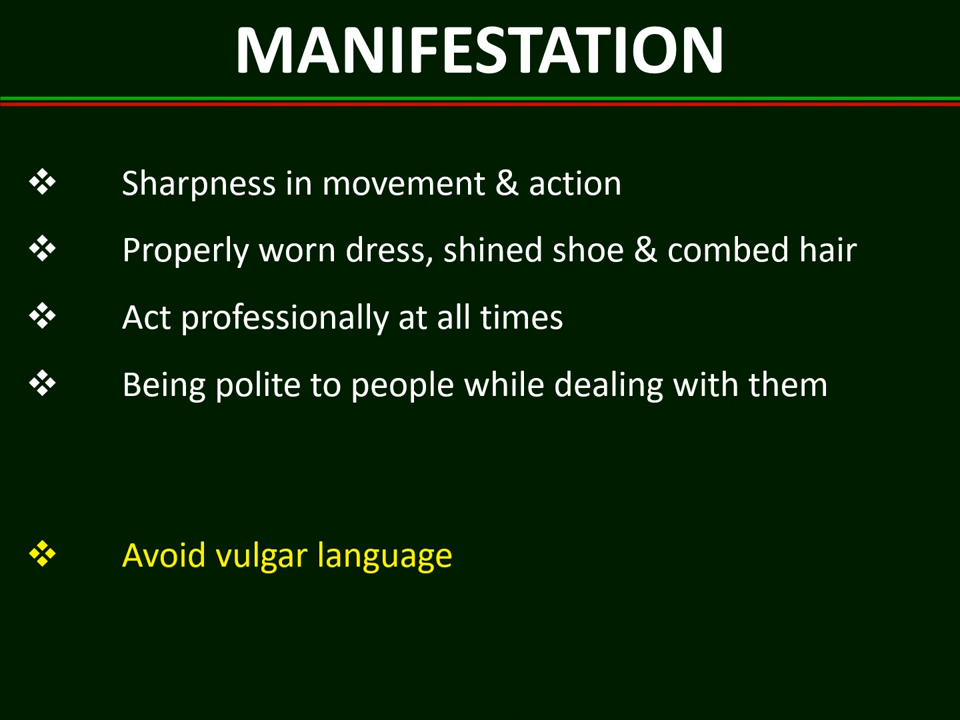 MANIFESTATION
❖ Sharpness in movement & action
❖ Properly worn dress, shined shoe & combed hair
❖ Act professionally at all times
❖ Being polite to people while dealing with them
❖ Avoid vulgar language